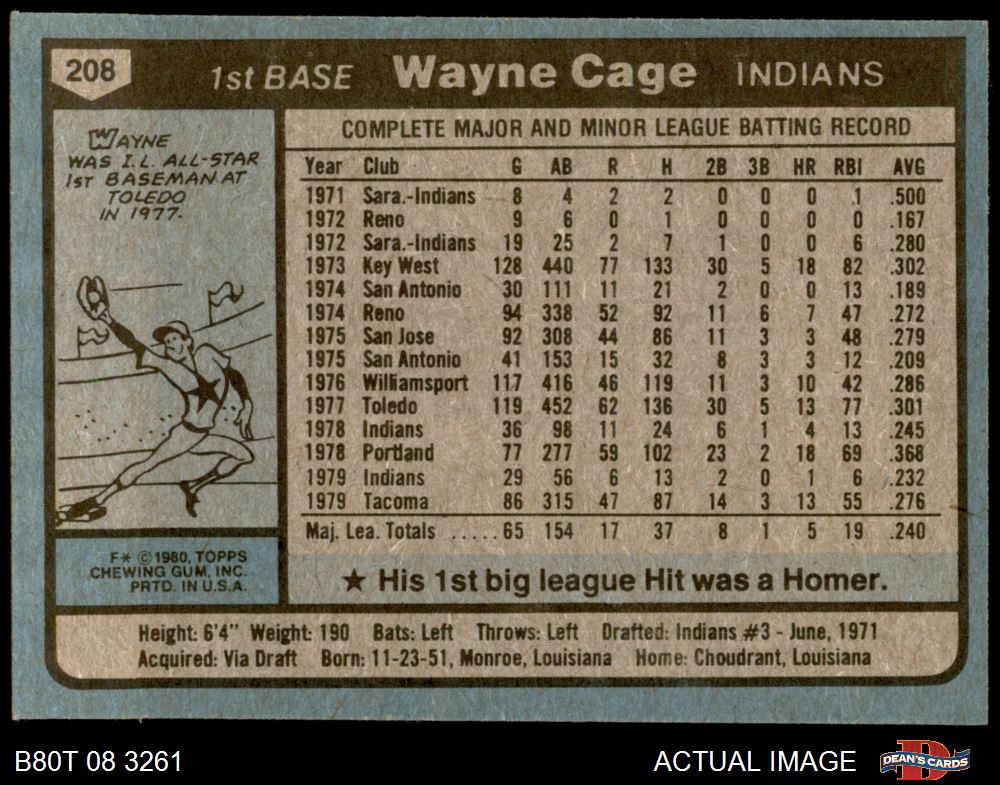 208 1st BASE Wayne Cage INDIANS
WAYNE
WAS I.L. ALL-STAR
1ST BASEMAN AT
TOLEDO
IN 1977.
COMPLETE MAJOR AND MINOR LEAGUE BATTING RECORD
Year Club G AB R H 2B 3B HR RBI AVG
1971 Sara.-Indians 8 4 2 2 0 0 0 1 .500
1972 Reno 9 6 0 1 0 0 0 0 .167
1972 Sara.-Indians 19 25 2 7 1 0 0 6 .280
1973 Key West 128 440 77 133 30 5 18 82 .302
1974 San Antonio 30 111 11 21 2 0 0 13 .189
1974 Reno 94 338 52 92 11 6 7 47 .272
1975 San Jose 92 308 44 86 11 3 3 48 .279
1975 San Antonio 41 153 15 32 8 3 3 12 .209
1976 Williamsport 117 416 46 119 11 3 10 42 .286
1977 Toledo 119 452 62 136 30 5 13 77 .301
1978 Indians 36 98 11 24 6 1 4 13 .245
1978 Portland 77 277 59 102 23 2 18 69 .368
1979 Indians 29 56 6 13 2 0 1 6 .232
1979 Tacoma 86 315 47 87 14 3 13 55 .276
Maj. Lea. Totals .....65 154 17 37 8 1 5 19 .240
★ His 1st big league Hit was a Homer.
F* © 1980, TOPPS
CHEWING GUM, INC.
PRTD. IN U.S.A.
Height: 6'4" Weight: 190 Bats: Left Throws: Left Drafted: Indians #3 - June, 1971
Acquired: Via Draft Born: 11-23-51, Monroe, Louisiana Home: Choudrant, Louisiana
B80T 08 3261 ACTUAL IMAGE D DEAN'S CARDS